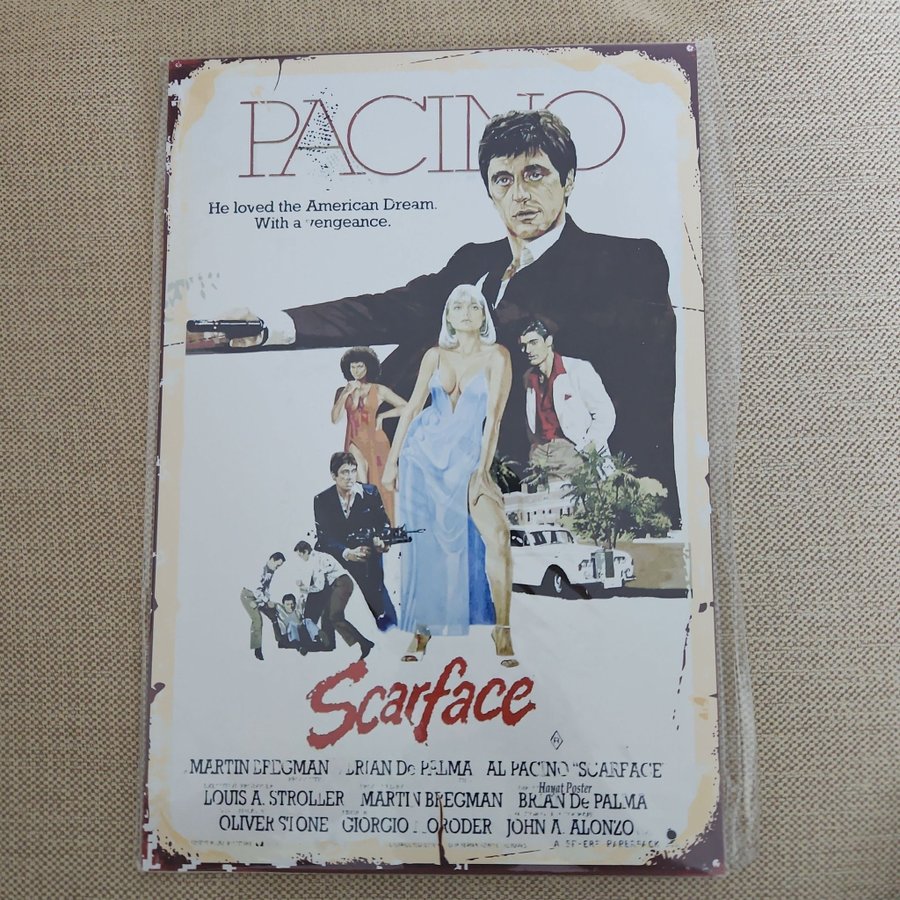 PACINO
He loved the American Dream.
With a vengeance.
Scarface
R
MARTIN BREGMAN BRIAN De PALMA AL PACINO "SCARFACE"
Hayat Poster
LOUIS A. STROLLER MARTIN BREGMAN BRIAN De PALMA
OLIVER STONE GIORGIO MORODER JOHN A. ALONZO
PAPERBACK